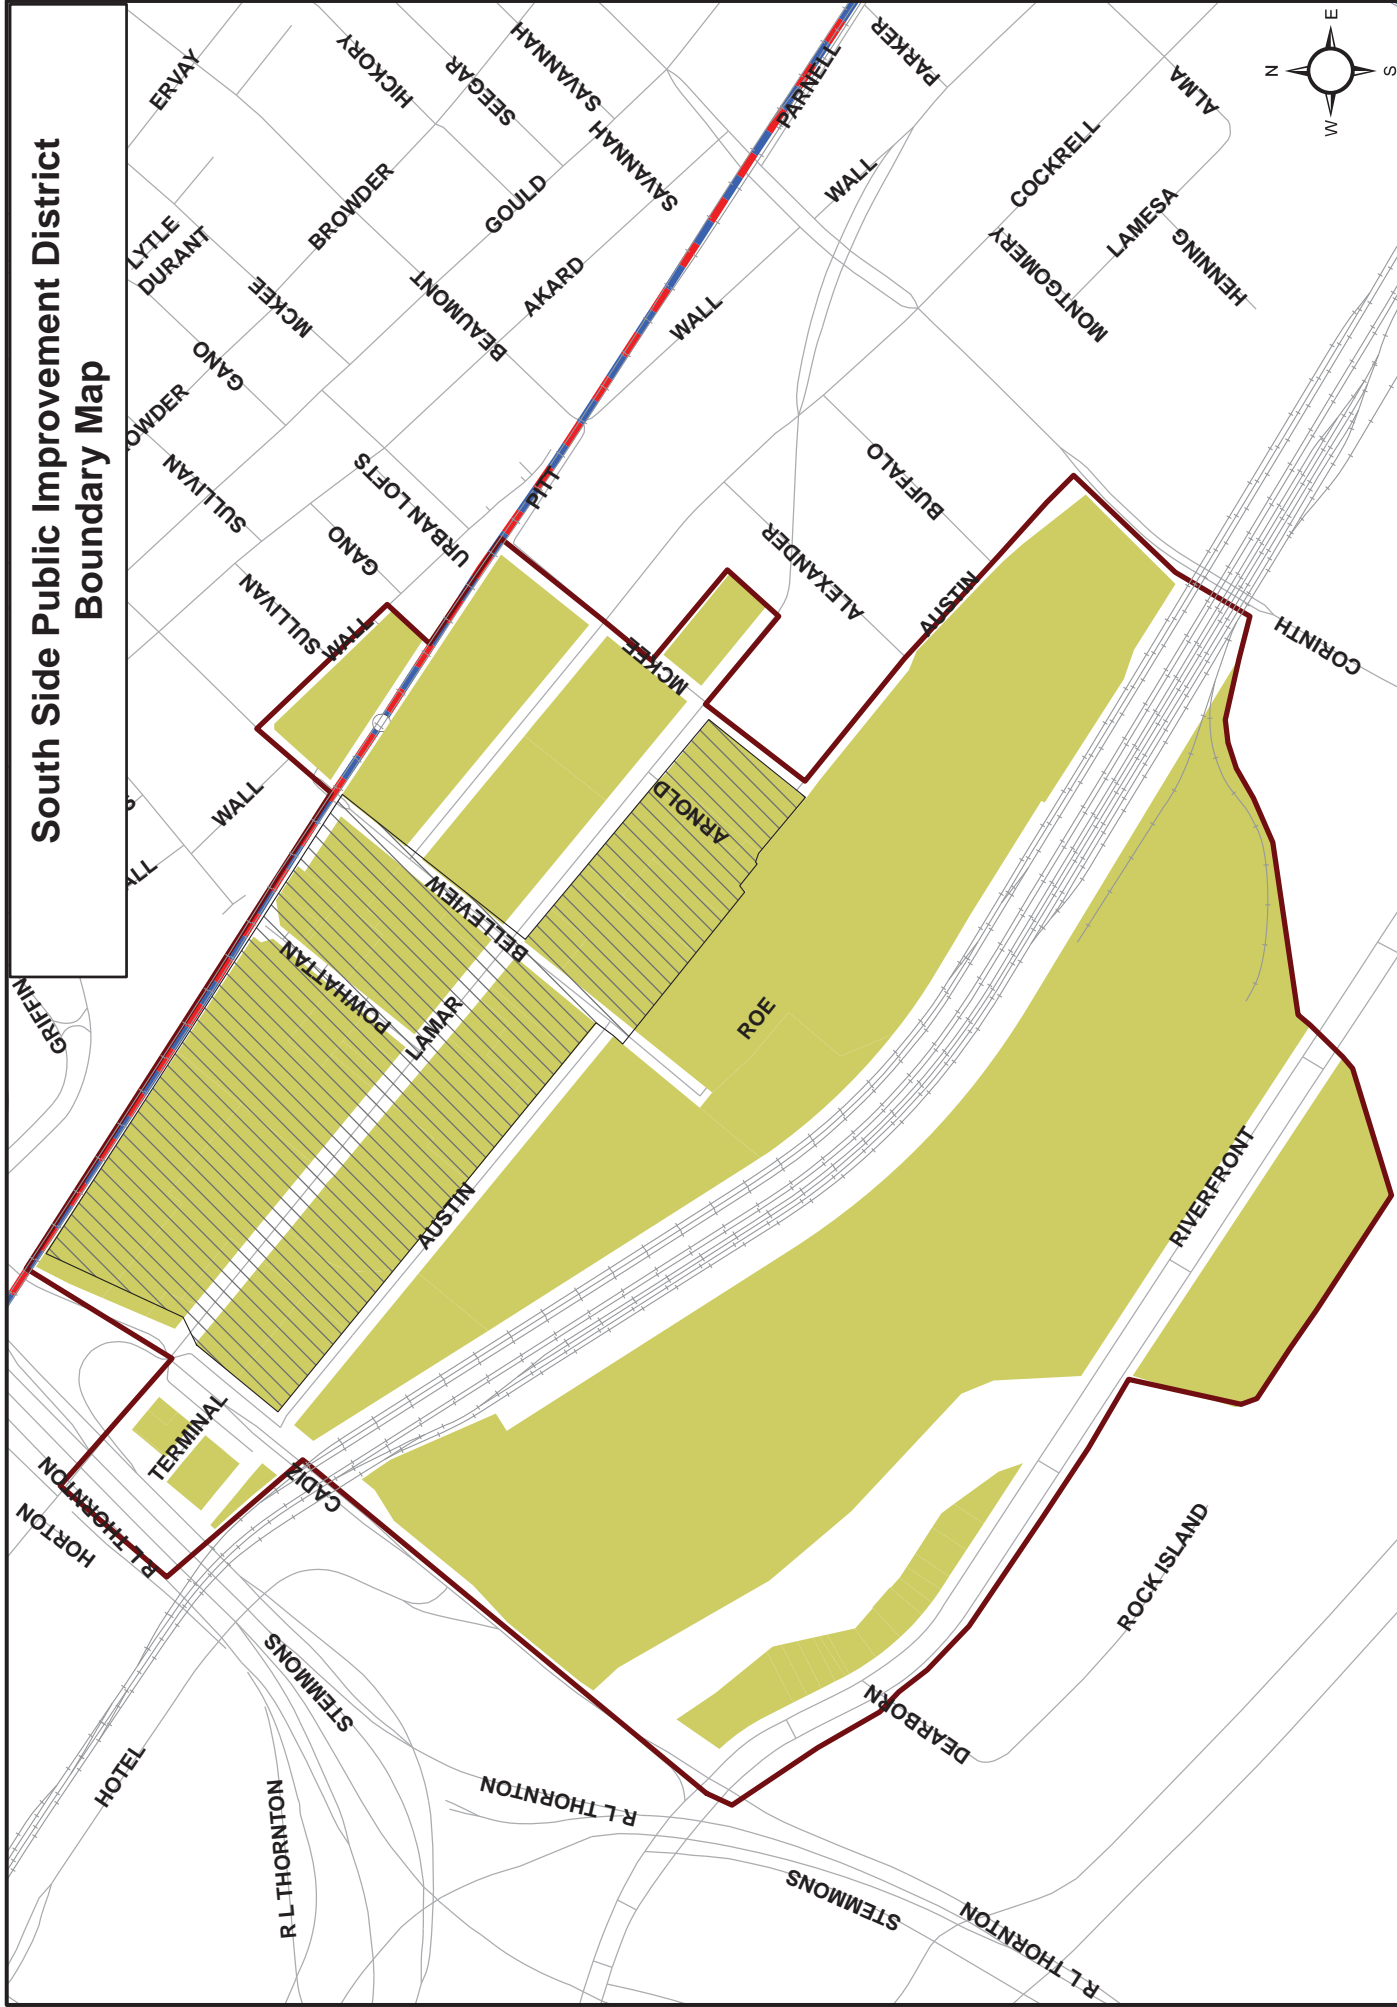 South Side Public Improvement District
Boundary Map
N
E
W
S
ERVAY
HICKORY
SEEGAR
SAVANNAH
SAVANNAH
PARNELL
PARKER
ALMA
LYTLE
DURANT
BROWDER
GOULD
WALL
COCKRELL
LAMESA
HENNING
MONTGOMERY
MCKEE
BEAUMONT
AKARD
WALL
GANO
OWDER
SULLIVAN
URBAN LOFTS
PITT
BUFFALO
GANO
ALEXANDER
SULLIVAN
WALL
AUSTIN
CORINTH
MCKEE
WALL
ARNOLD
ALL
BELLEVIEW
GRIFFIN
POWHATTAN
LAMAR
ROE
AUSTIN
RIVERFRONT
TERMINAL
CADIZ
R L THORNTON
HORTON
ROCK ISLAND
STEMMONS
DEARBORN
HOTEL
R L THORNTON
R L THORNTON
STEMMONS
R L THORNTON